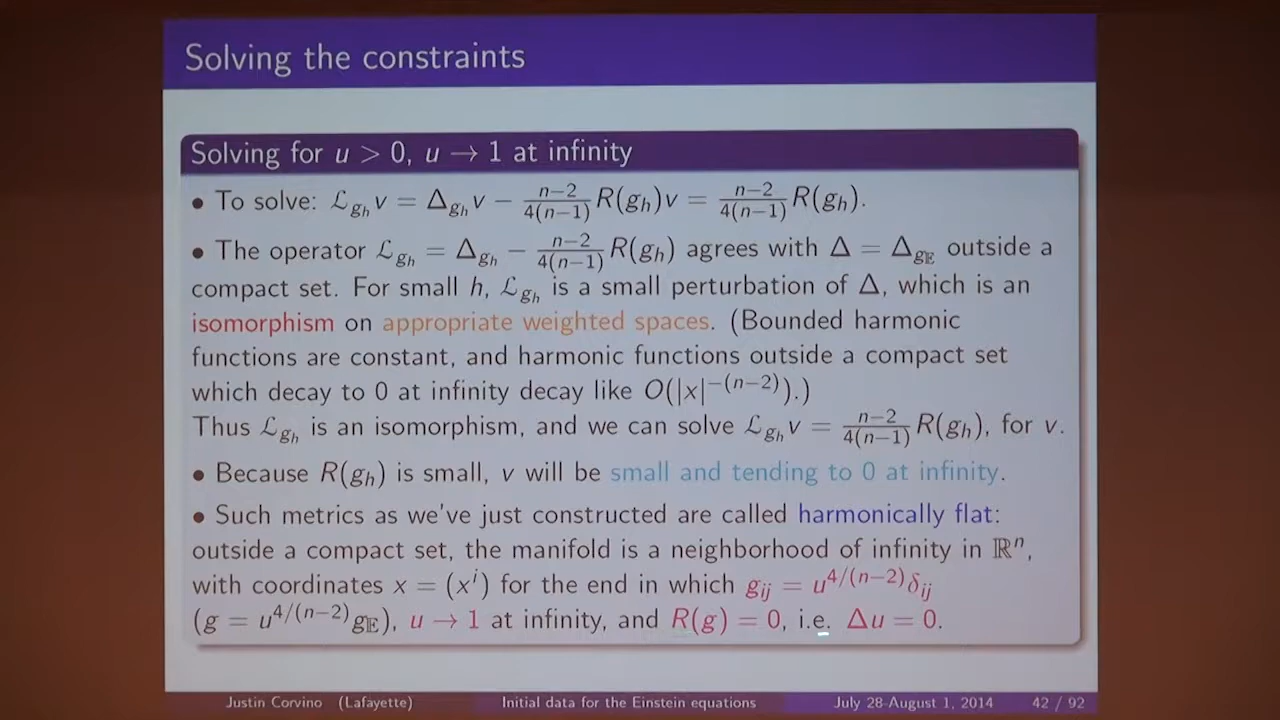 Solving the constraints
Solving for u > 0, u → 1 at infinity
• To solve: ℒ_{g_h} v = Δ_{g_h} v − \frac{n−2}{4(n−1)} R(g_h)v = \frac{n−2}{4(n−1)} R(g_h).
• The operator ℒ_{g_h} = Δ_{g_h} − \frac{n−2}{4(n−1)} R(g_h) agrees with Δ = Δ_{g_𝔼} outside a
compact set. For small h, ℒ_{g_h} is a small perturbation of Δ, which is an
isomorphism on appropriate weighted spaces. (Bounded harmonic
functions are constant, and harmonic functions outside a compact set
which decay to 0 at infinity decay like O(|x|^{−(n−2)}).)
Thus ℒ_{g_h} is an isomorphism, and we can solve ℒ_{g_h} v = \frac{n−2}{4(n−1)} R(g_h), for v.
• Because R(g_h) is small, v will be small and tending to 0 at infinity.
• Such metrics as we've just constructed are called harmonically flat:
outside a compact set, the manifold is a neighborhood of infinity in ℝ^n,
with coordinates x = (x^i) for the end in which g_{ij} = u^{4/(n−2)} δ_{ij}
(g = u^{4/(n−2)} g_𝔼), u → 1 at infinity, and R(g) = 0, i.e. Δu = 0.
Justin Corvino (Lafayette) Initial data for the Einstein equations July 28-August 1, 2014 42 / 92